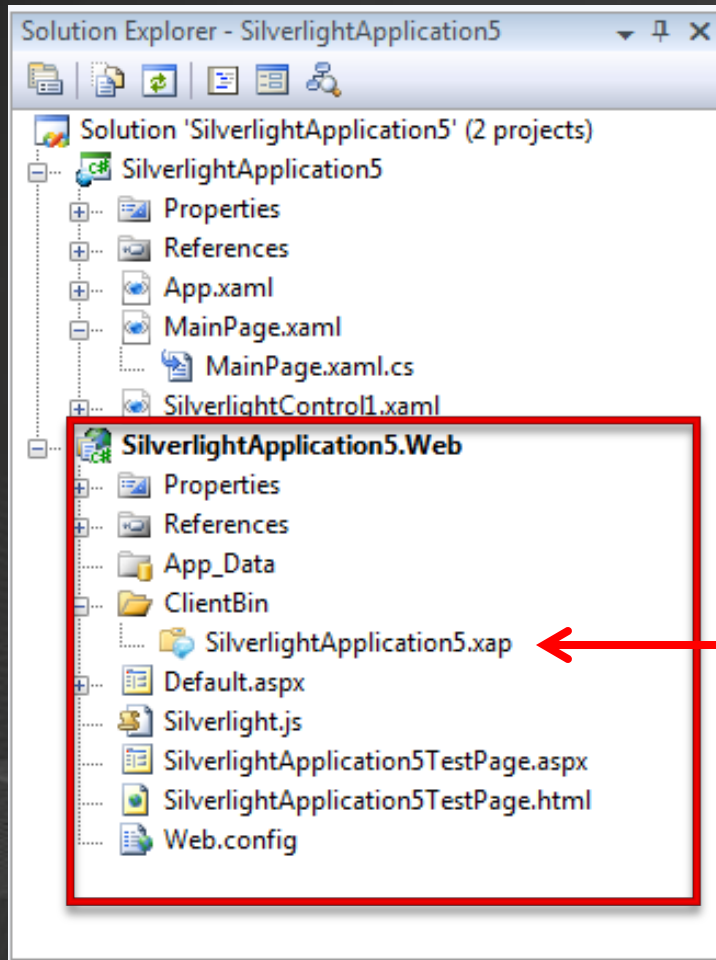 Solution Explorer - SilverlightApplication5
Solution 'SilverlightApplication5' (2 projects)
SilverlightApplication5
Properties
References
App.xaml
MainPage.xaml
MainPage.xaml.cs
SilverlightControl1.xaml
SilverlightApplication5.Web
Properties
References
App_Data
ClientBin
SilverlightApplication5.xap
Default.aspx
Silverlight.js
SilverlightApplication5TestPage.aspx
SilverlightApplication5TestPage.html
Web.config